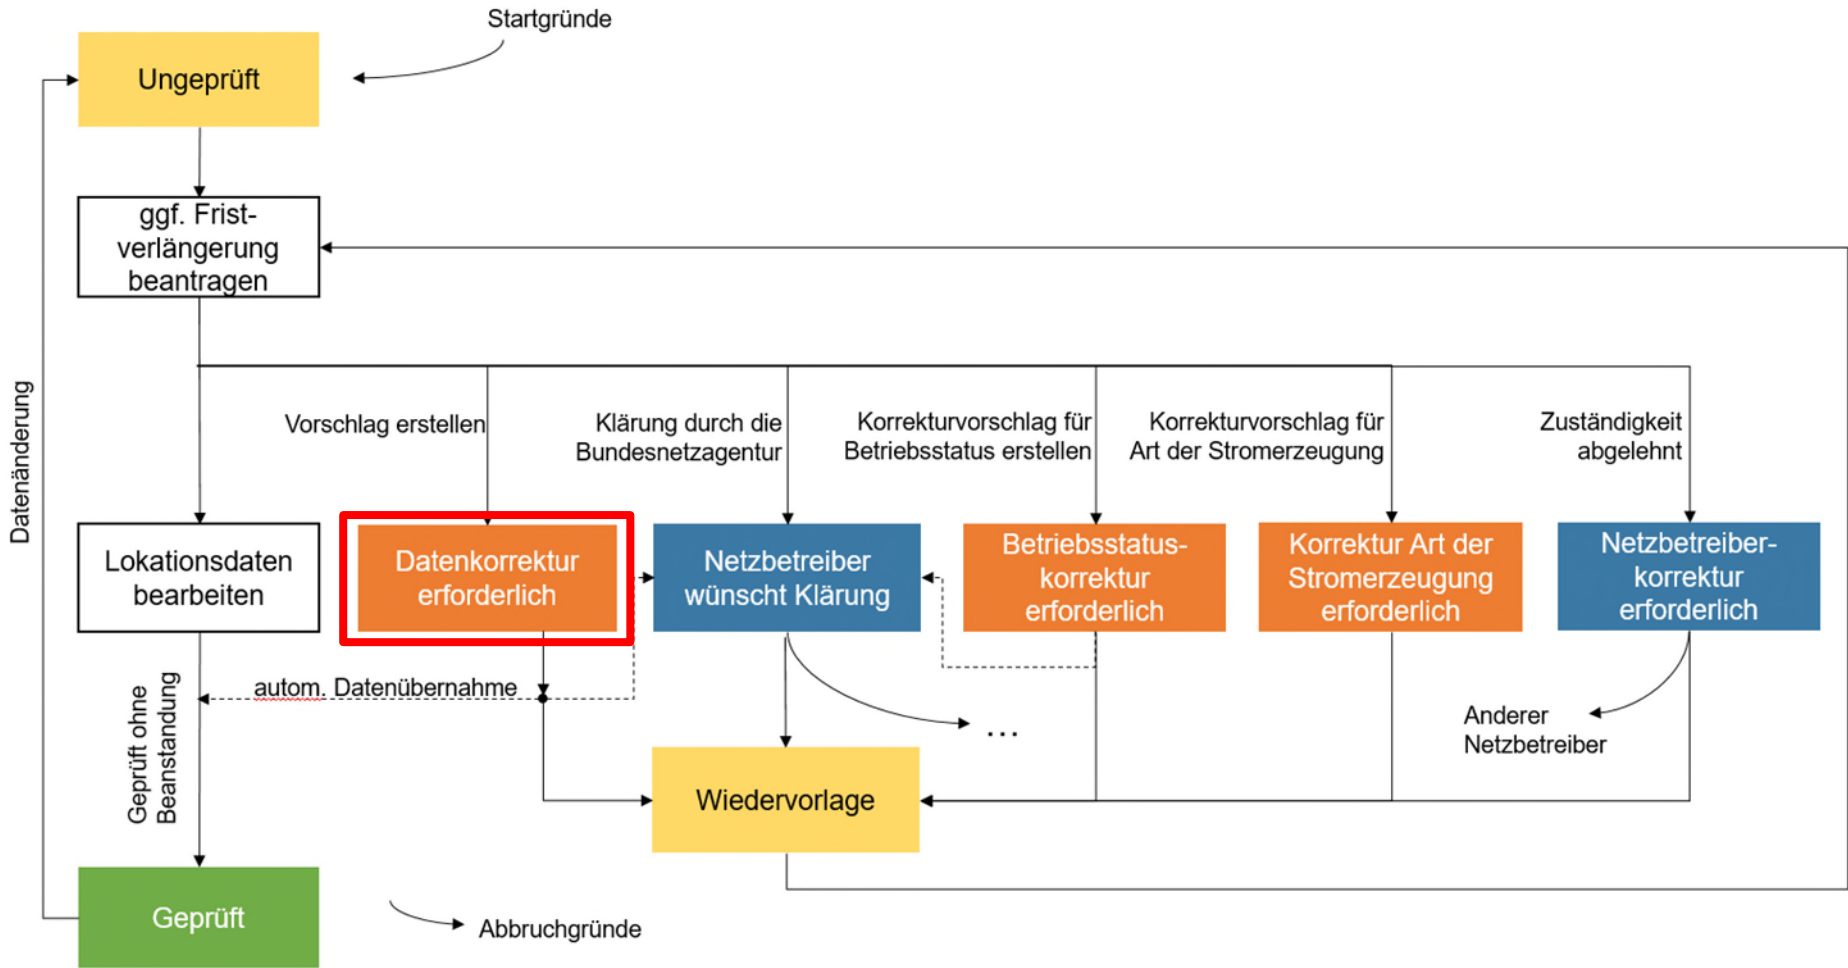 Startgründe
Ungeprüft
ggf. Frist-
verlängerung
beantragen
Datenänderung
Vorschlag erstellen
Klärung durch die
Bundesnetzagentur
Korrekturvorschlag für
Betriebsstatus erstellen
Korrekturvorschlag für
Art der Stromerzeugung
Zuständigkeit
abgelehnt
Lokationsdaten
bearbeiten
Datenkorrektur
erforderlich
Netzbetreiber
wünscht Klärung
Betriebsstatus-
korrektur
erforderlich
Korrektur Art der
Stromerzeugung
erforderlich
Netzbetreiber-
korrektur
erforderlich
autom. Datenübernahme
Geprüft ohne
Beanstandung
...
Anderer
Netzbetreiber
Wiedervorlage
Geprüft
Abbruchgründe